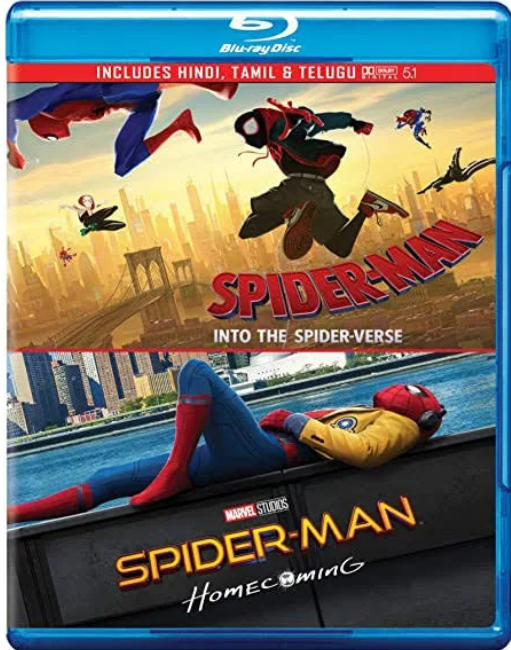 Blu-ray Disc
INCLUDES HINDI, TAMIL & TELUGU DOLBY DIGITAL 5.1
SPIDER-MAN
INTO THE SPIDER-VERSE
MARVEL STUDIOS
SPIDER-MAN
HOMECOMING